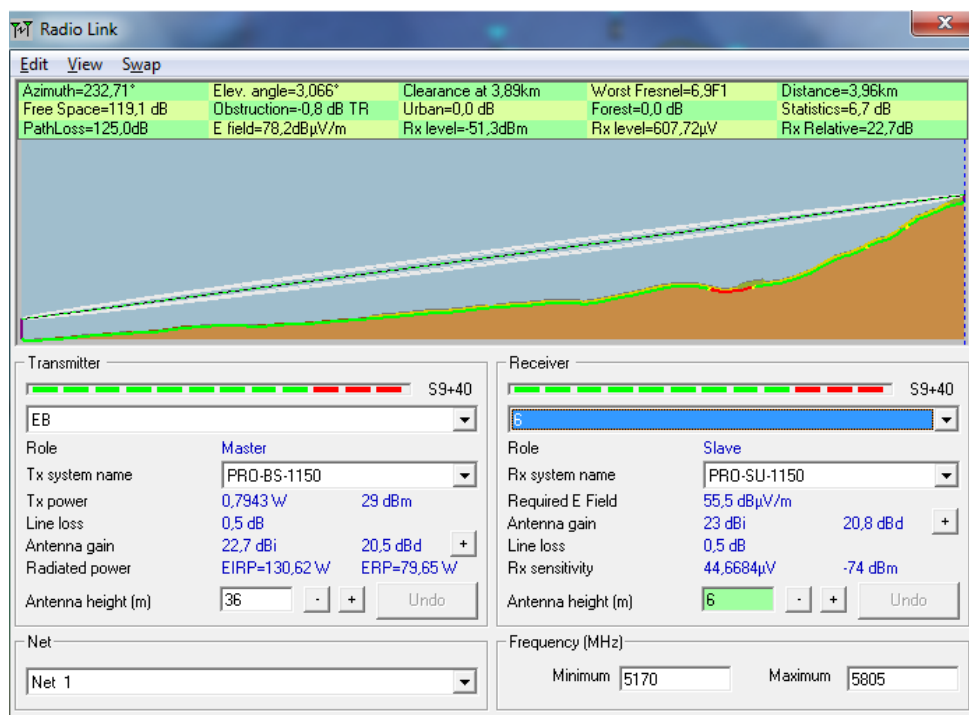 Radio Link
Edit View Swap
Azimuth=232,71° Elev. angle=3,066° Clearance at 3,89km Worst Fresnel=6,9F1 Distance=3,96km
Free Space=119,1 dB Obstruction=-0,8 dB TR Urban=0,0 dB Forest=0,0 dB Statistics=6,7 dB
PathLoss=125,0dB E field=78,2dBµV/m Rx level=-51,3dBm Rx level=607,72µV Rx Relative=22,7dB
Transmitter
S9+40
EB
Role Master
Tx system name PRO-BS-1150
Tx power 0,7943 W 29 dBm
Line loss 0,5 dB
Antenna gain 22,7 dBi 20,5 dBd +
Radiated power EIRP=130,62 W ERP=79,65 W
Antenna height (m) 36 - + Undo
Net
Net 1
Receiver
S9+40
6
Role Slave
Rx system name PRO-SU-1150
Required E Field 55,5 dBµV/m
Antenna gain 23 dBi 20,8 dBd +
Line loss 0,5 dB
Rx sensitivity 44,6684µV -74 dBm
Antenna height (m) 6 - + Undo
Frequency (MHz)
Minimum 5170 Maximum 5805